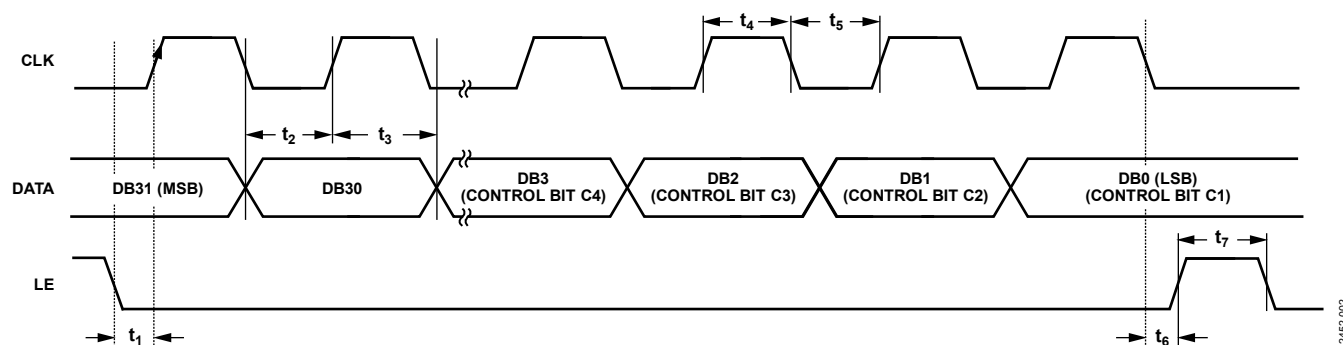 t4 t5
CLK
t2 t3
DATA DB31 (MSB) DB30 DB3 (CONTROL BIT C4) DB2 (CONTROL BIT C3) DB1 (CONTROL BIT C2) DB0 (LSB) (CONTROL BIT C1)
t7
LE
t1 t6